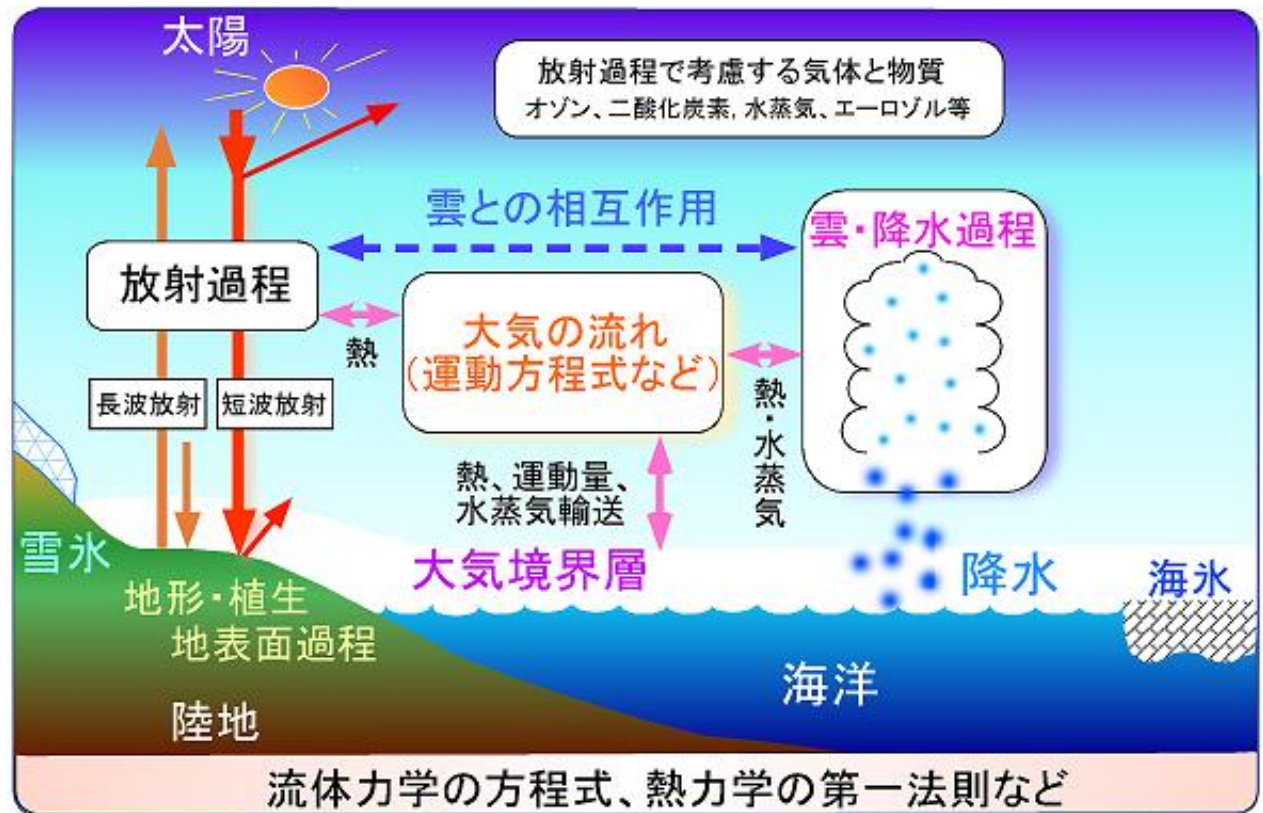 太陽
放射過程で考慮する気体と物質
オゾン、二酸化炭素, 水蒸気、エーロゾル等
雲との相互作用
雲・降水過程
放射過程
熱
大気の流れ
(運動方程式など)
熱・水蒸気
長波放射
短波放射
熱、運動量、
水蒸気輸送
雪氷
大気境界層
降水
海氷
地形・植生
地表面過程
海洋
陸地
流体力学の方程式、熱力学の第一法則など